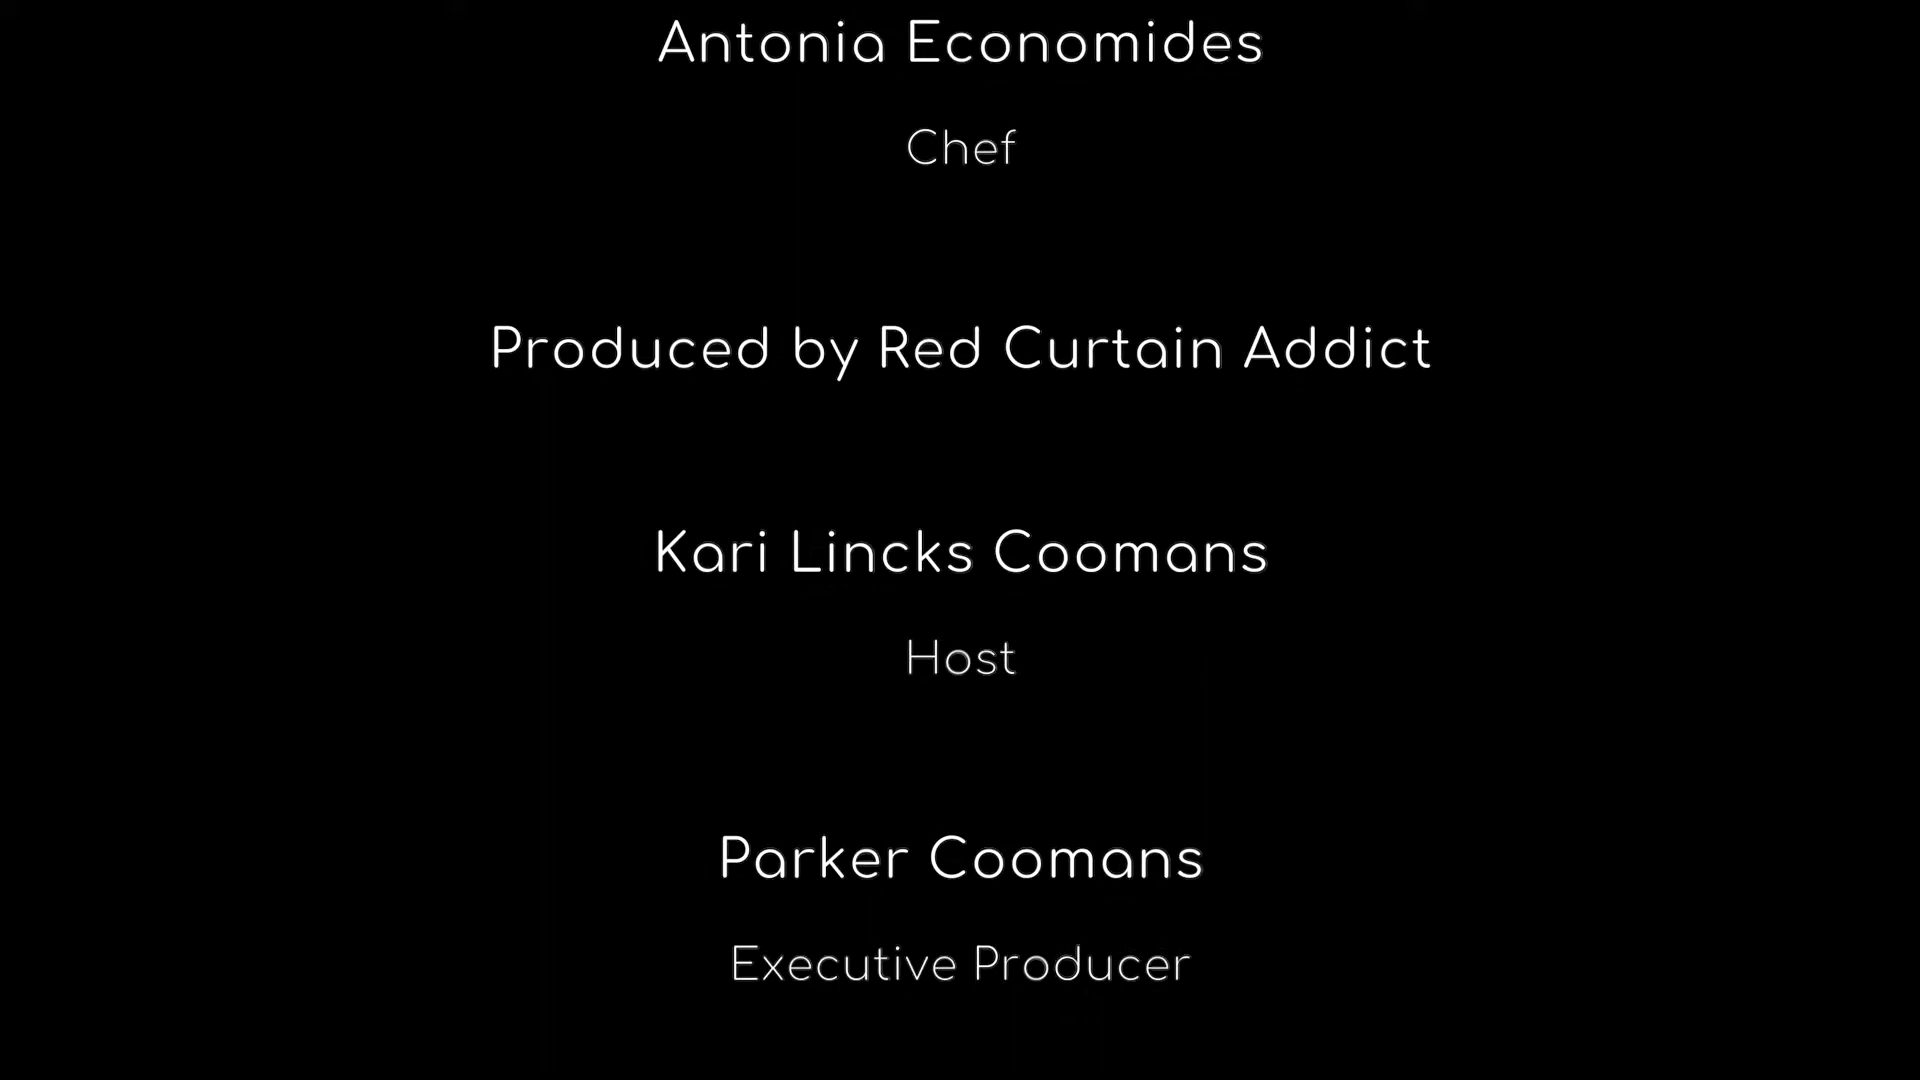 Antonia Economides
Chef
Produced by Red Curtain Addict
Kari Lincks Coomans
Host
Parker Coomans
Executive Producer